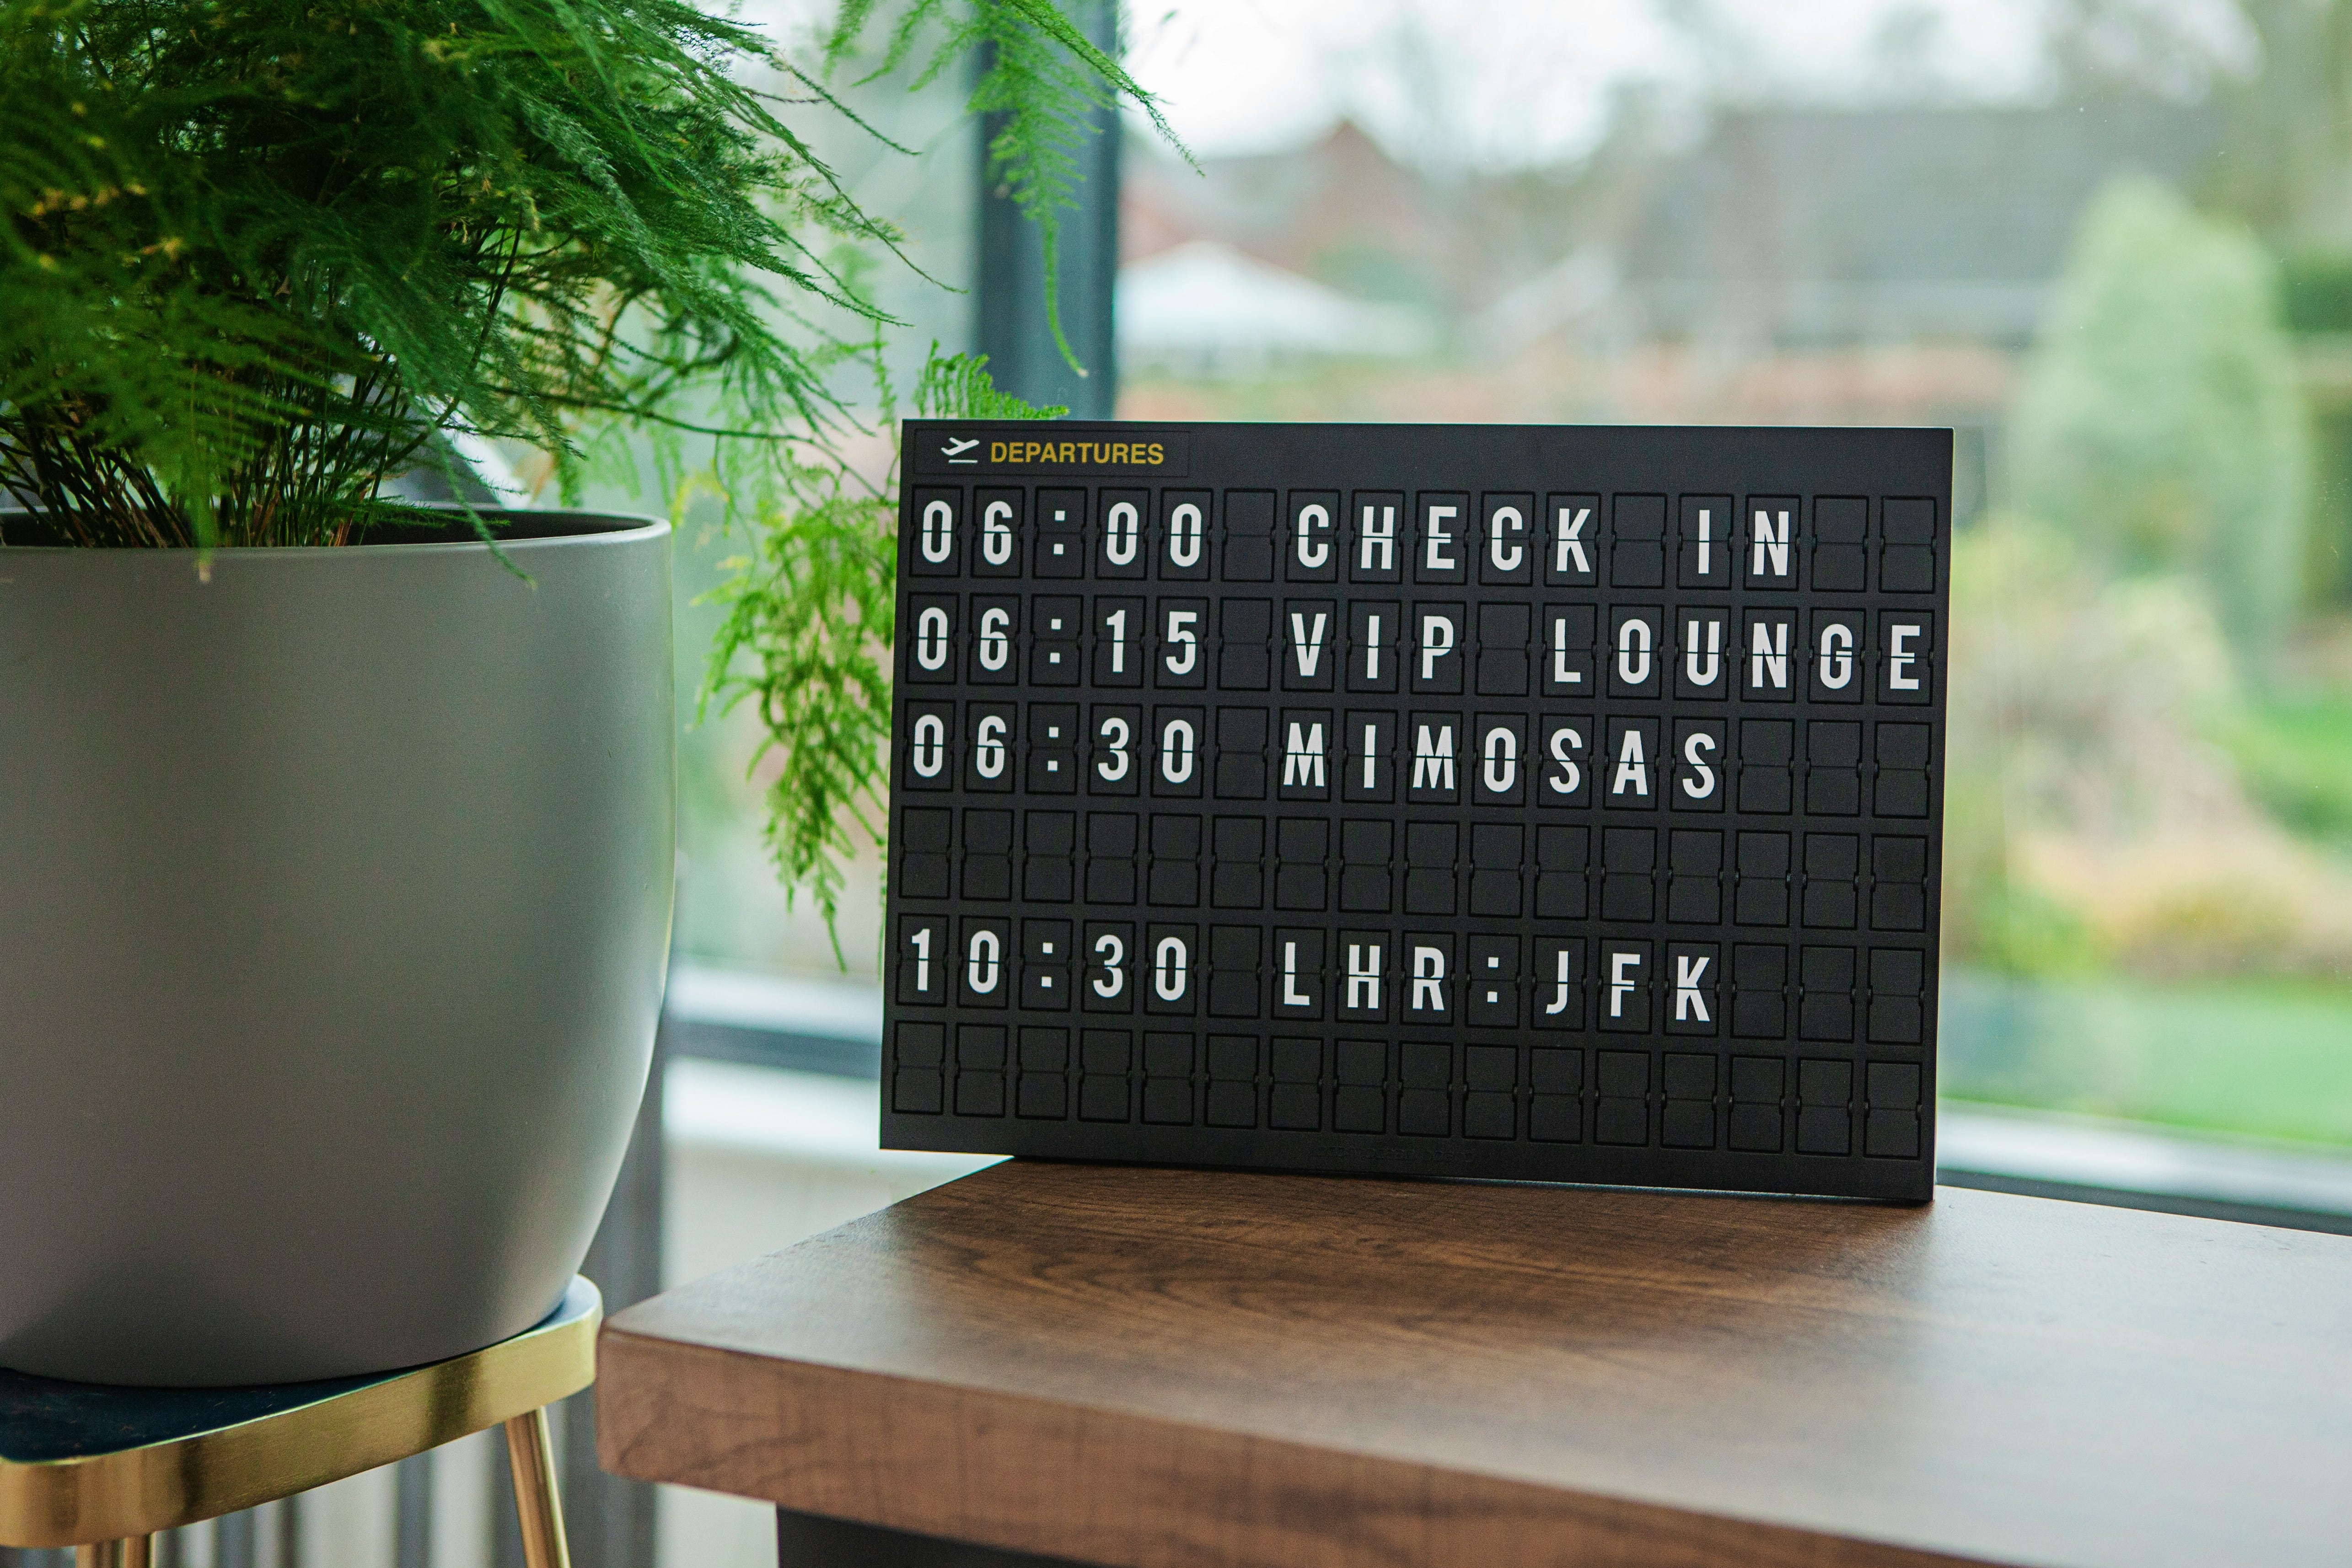 DEPARTURES
06:00 CHECK IN
06:15 VIP LOUNGE
06:30 MIMOSAS
10:30 LHR:JFK